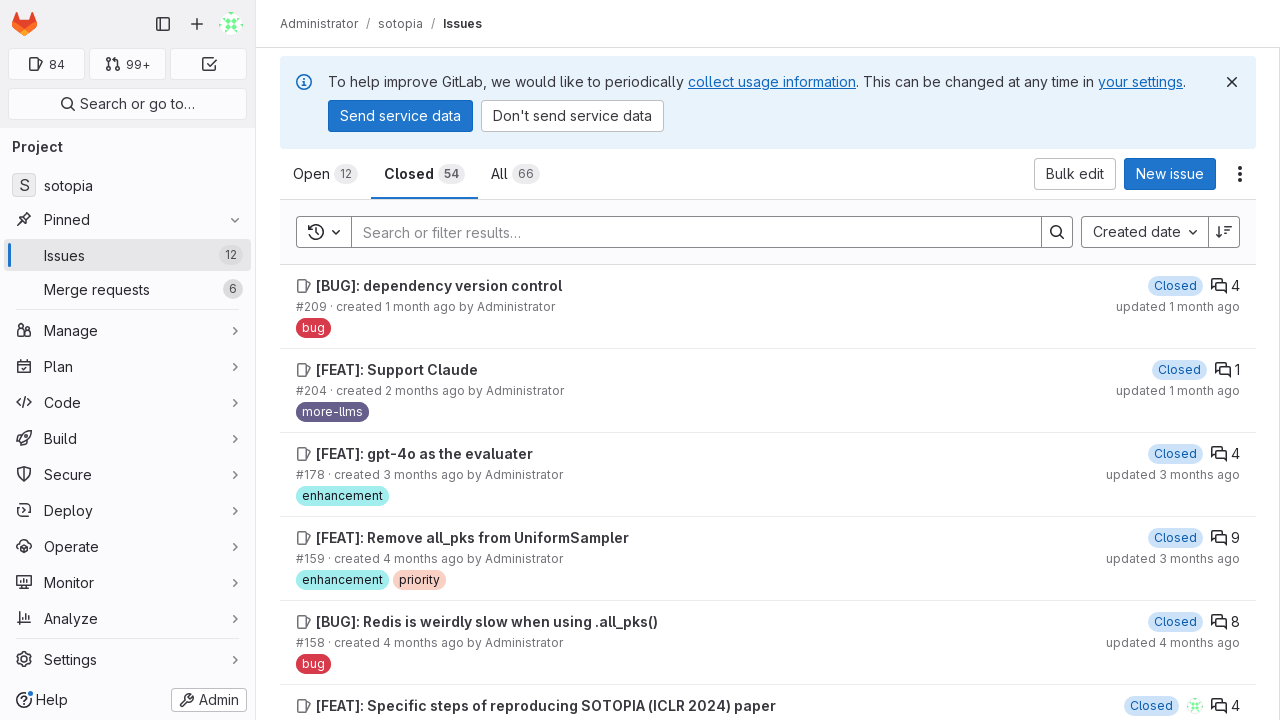 84
99+
Search or go to…
Project
S sotopia
Pinned
Issues 12
Merge requests 6
Manage
Plan
Code
Build
Secure
Deploy
Operate
Monitor
Analyze
Settings
Help
Admin
Administrator / sotopia / Issues
To help improve GitLab, we would like to periodically collect usage information. This can be changed at any time in your settings.
Send service data Don't send service data
Open 12 Closed 54 All 66 Bulk edit New issue
Search or filter results… Created date
[BUG]: dependency version control Closed 4
#209 · created 1 month ago by Administrator updated 1 month ago
bug
[FEAT]: Support Claude Closed 1
#204 · created 2 months ago by Administrator updated 1 month ago
more-llms
[FEAT]: gpt-4o as the evaluater Closed 4
#178 · created 3 months ago by Administrator updated 3 months ago
enhancement
[FEAT]: Remove all_pks from UniformSampler Closed 9
#159 · created 4 months ago by Administrator updated 3 months ago
enhancement priority
[BUG]: Redis is weirdly slow when using .all_pks() Closed 8
#158 · created 4 months ago by Administrator updated 4 months ago
bug
[FEAT]: Specific steps of reproducing SOTOPIA (ICLR 2024) paper Closed 4